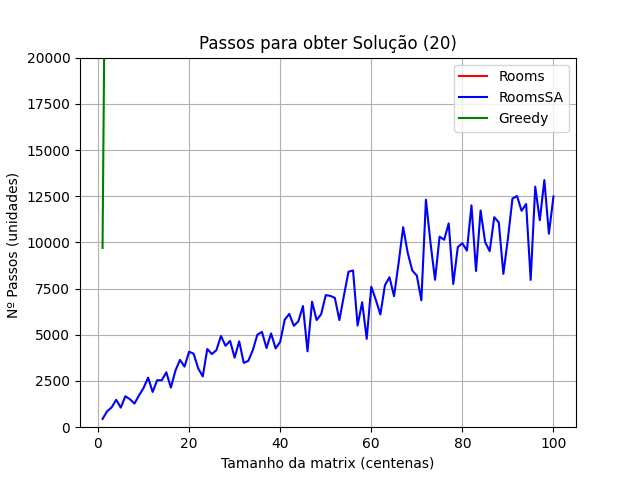 Passos para obter Solução (20)
20000
17500
15000
12500
10000
7500
5000
2500
0
Nº Passos (unidades)
Rooms
RoomsSA
Greedy
0 20 40 60 80 100
Tamanho da matrix (centenas)